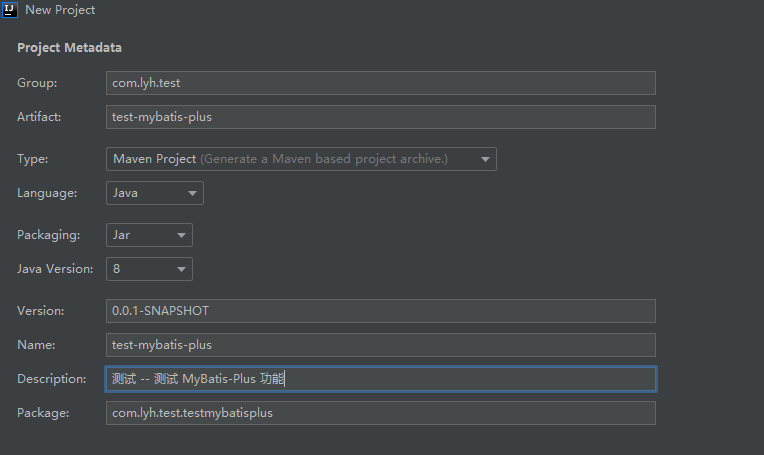 IJ New Project
Project Metadata
Group: com.lyh.test
Artifact: test-mybatis-plus
Type: Maven Project (Generate a Maven based project archive.)
Language: Java
Packaging: Jar
Java Version: 8
Version: 0.0.1-SNAPSHOT
Name: test-mybatis-plus
Description: 测试 -- 测试 MyBatis-Plus 功能
Package: com.lyh.test.testmybatisplus